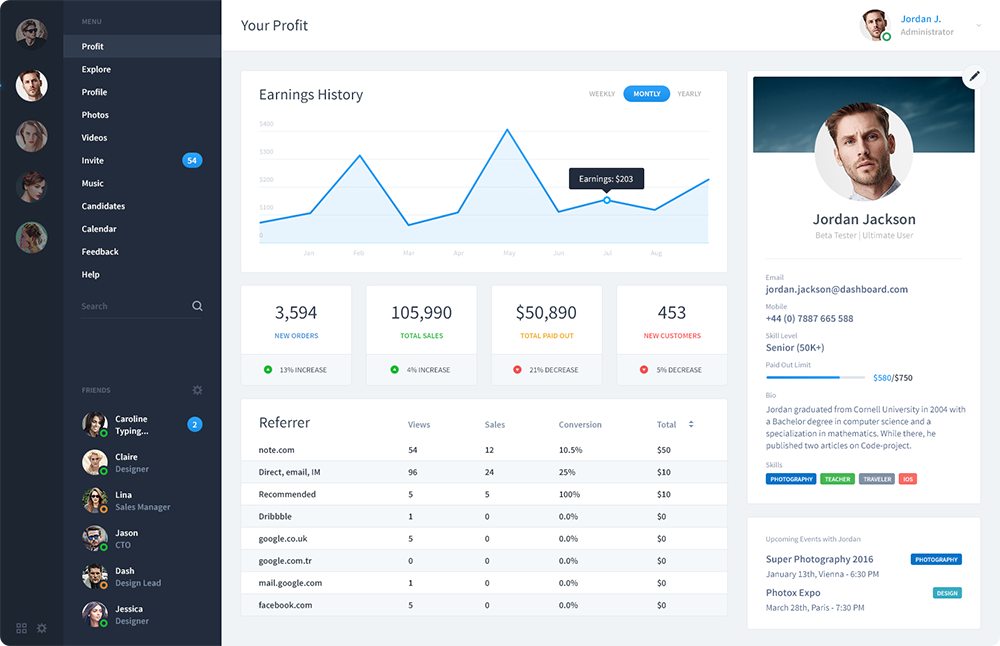 MENU
Profit
Explore
Profile
Photos
Videos
Invite 54
Music
Candidates
Calendar
Feedback
Help
Search
FRIENDS
Caroline
Typing... 2
Claire
Designer
Lina
Sales Manager
Jason
CTO
Dash
Design Lead
Jessica
Designer
Your Profit
Jordan J.
Administrator
Earnings History
WEEKLY MONTLY YEARLY
$400
$300
$200
$100
0
Earnings: $203
Jan Feb Mar Apr May Jun Jul Aug
3,594
NEW ORDERS
13% INCREASE
105,990
TOTAL SALES
4% INCREASE
$50,890
TOTAL PAID OUT
21% DECREASE
453
NEW CUSTOMERS
5% DECREASE
Referrer Views Sales Conversion Total
note.com 54 12 10.5% $50
Direct, email, IM 96 24 25% $10
Recommended 5 5 100% $10
Dribbble 1 0 0.0% $0
google.co.uk 5 0 0.0% $0
google.com.tr 0 0 0.0% $0
mail.google.com 1 0 0.0% $0
facebook.com 5 0 0.0% $0
Jordan Jackson
Beta Tester | Ultimate User
Email
jordan.jackson@dashboard.com
Mobile
+44 (0) 7887 665 588
Skill Level
Senior (50K+)
Paid Out Limit
$580/$750
Bio
Jordan graduated from Cornell University in 2004 with
a Bachelor degree in computer science and a
specialization in mathematics. While there, he
published two articles on Code-project.
Skills
PHOTOGRAPHY TEACHER TRAVELER IOS
Upcoming Events with Jordan
Super Photography 2016 PHOTOGRAPHY
January 13th, Vienna - 6:30 PM
Photox Expo DESIGN
March 28th, Paris - 7:30 PM